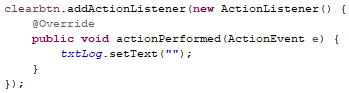 clearbtn.addActionListener(new ActionListener() {
    @Override
    public void actionPerformed(ActionEvent e) {
        txtLog.setText("");
    }
});